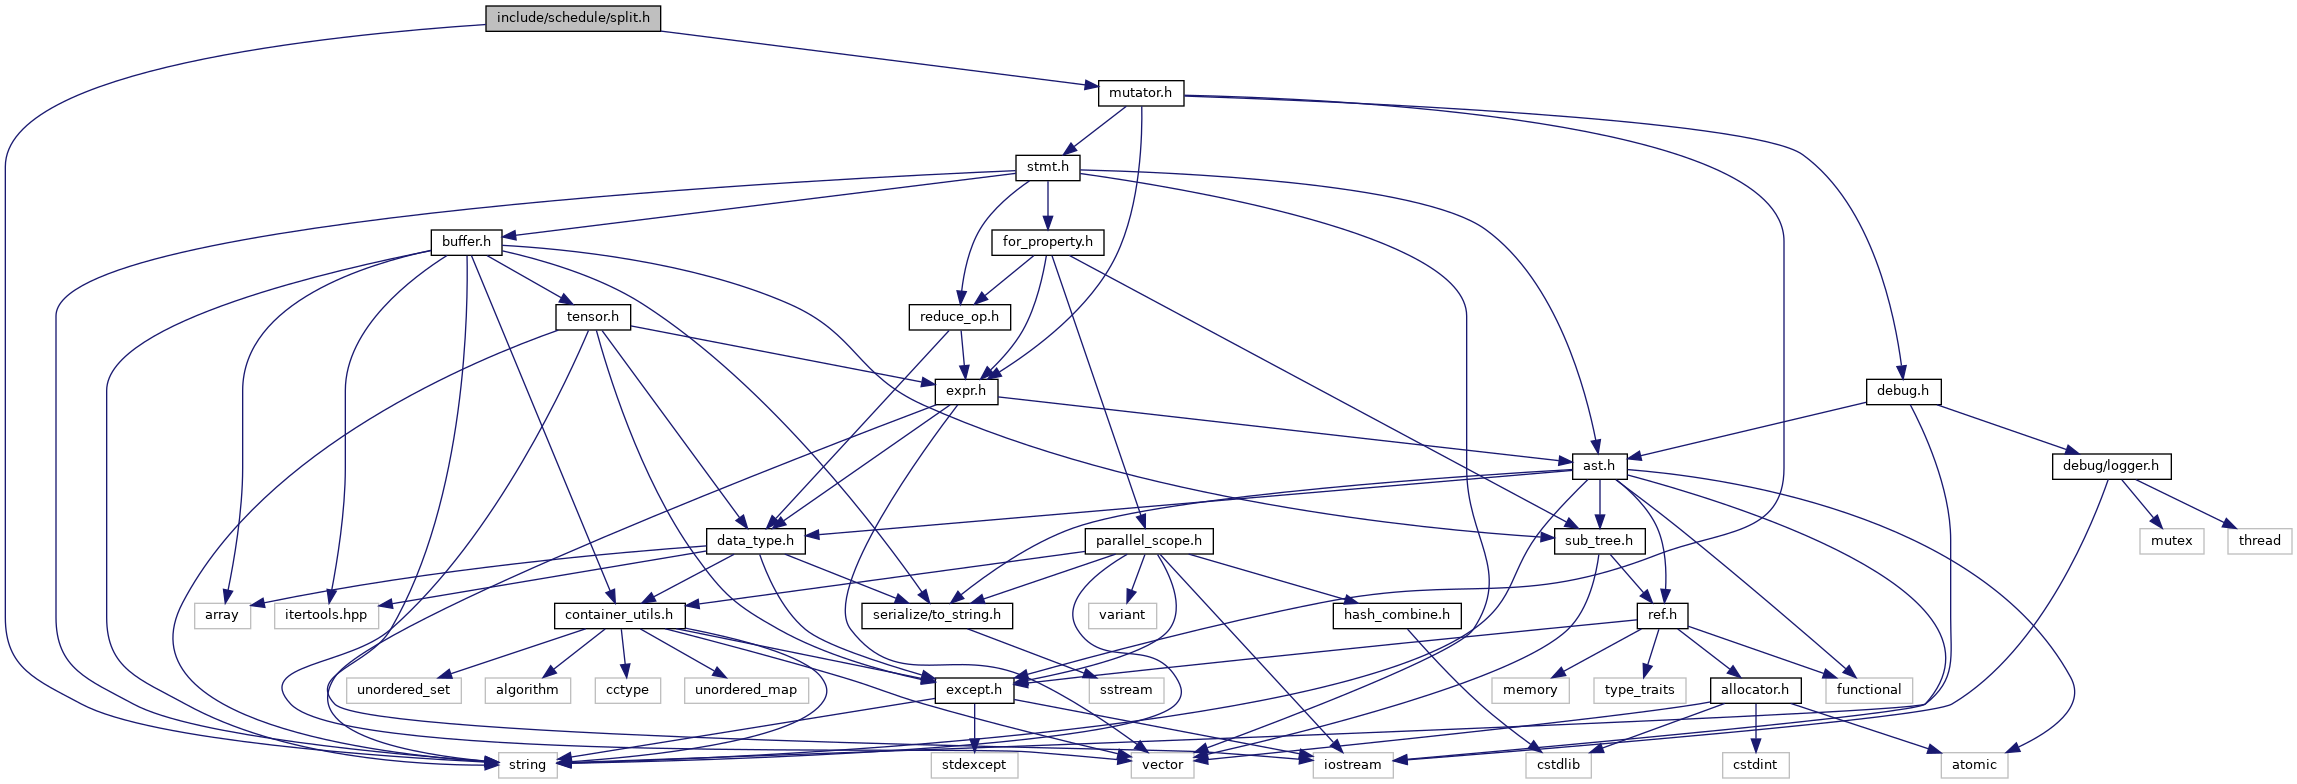 include/schedule/split.h
mutator.h
stmt.h
buffer.h
for_property.h
tensor.h
reduce_op.h
expr.h
debug.h
ast.h
debug/logger.h
data_type.h
parallel_scope.h
sub_tree.h
mutex
thread
array
itertools.hpp
container_utils.h
serialize/to_string.h
variant
hash_combine.h
ref.h
unordered_set
algorithm
cctype
unordered_map
except.h
sstream
memory
type_traits
allocator.h
functional
string
stdexcept
vector
iostream
cstdlib
cstdint
atomic